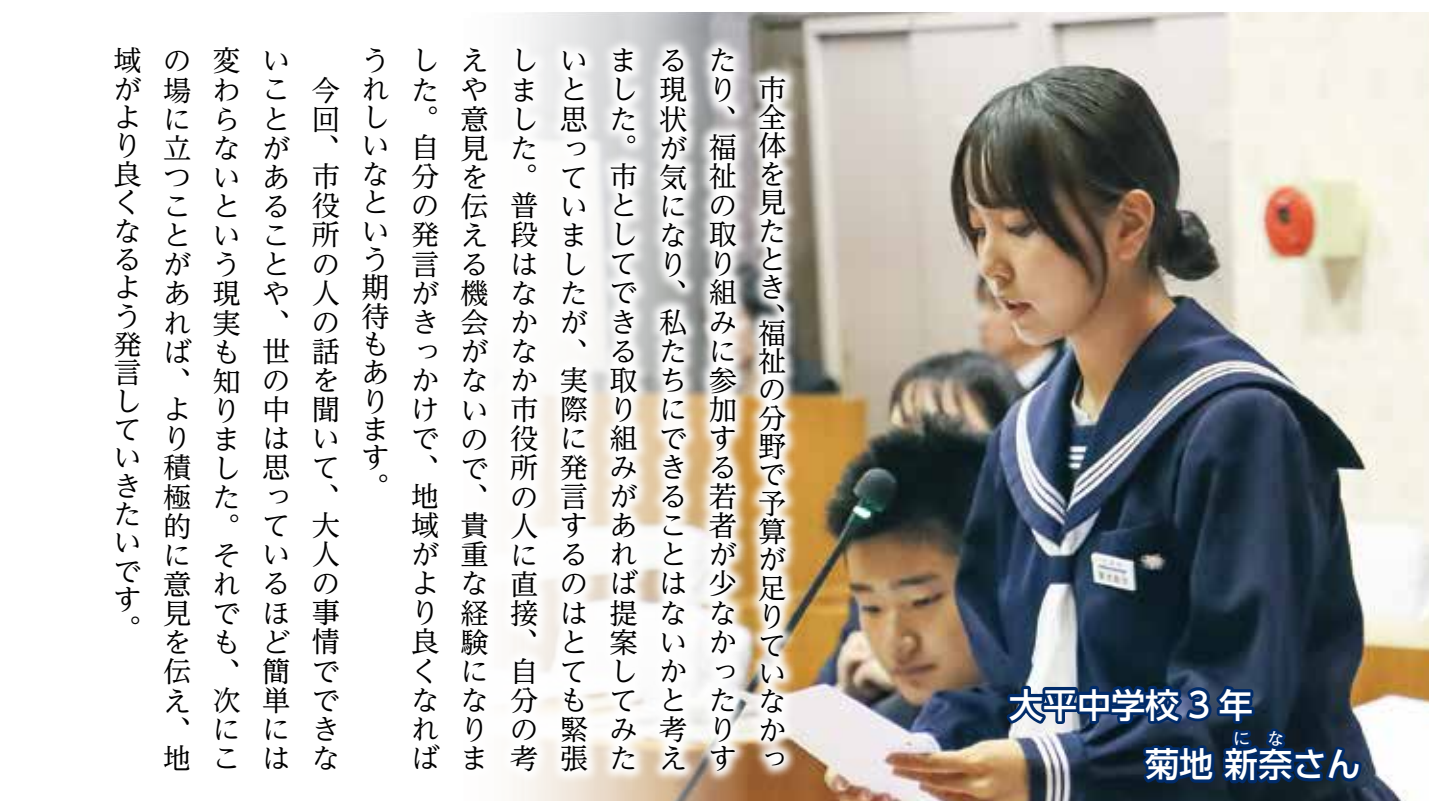 市全体を見たとき、福祉の分野で予算が足りていなかっ
たり、福祉の取り組みに参加する若者が少なかったりす
る現状が気になり、私たちにできることはないかと考え
ました。市としてできる取り組みがあれば提案してみた
いと思っていましたが、実際に発言するのはとても緊張
しました。普段はなかなか市役所の人に直接、自分の考
えや意見を伝える機会がないので、貴重な経験になりま
した。自分の発言がきっかけで、地域がより良くなれば
うれしいなという期待もあります。
今回、市役所の人の話を聞いて、大人の事情でできな
いことがあることや、世の中は思っているほど簡単には
変わらないという現実も知りました。それでも、次にこ
の場に立つことがあれば、より積極的に意見を伝え、地
域がより良くなるよう発言していきたいです。
大平中学校3年
にな
菊地 新奈さん